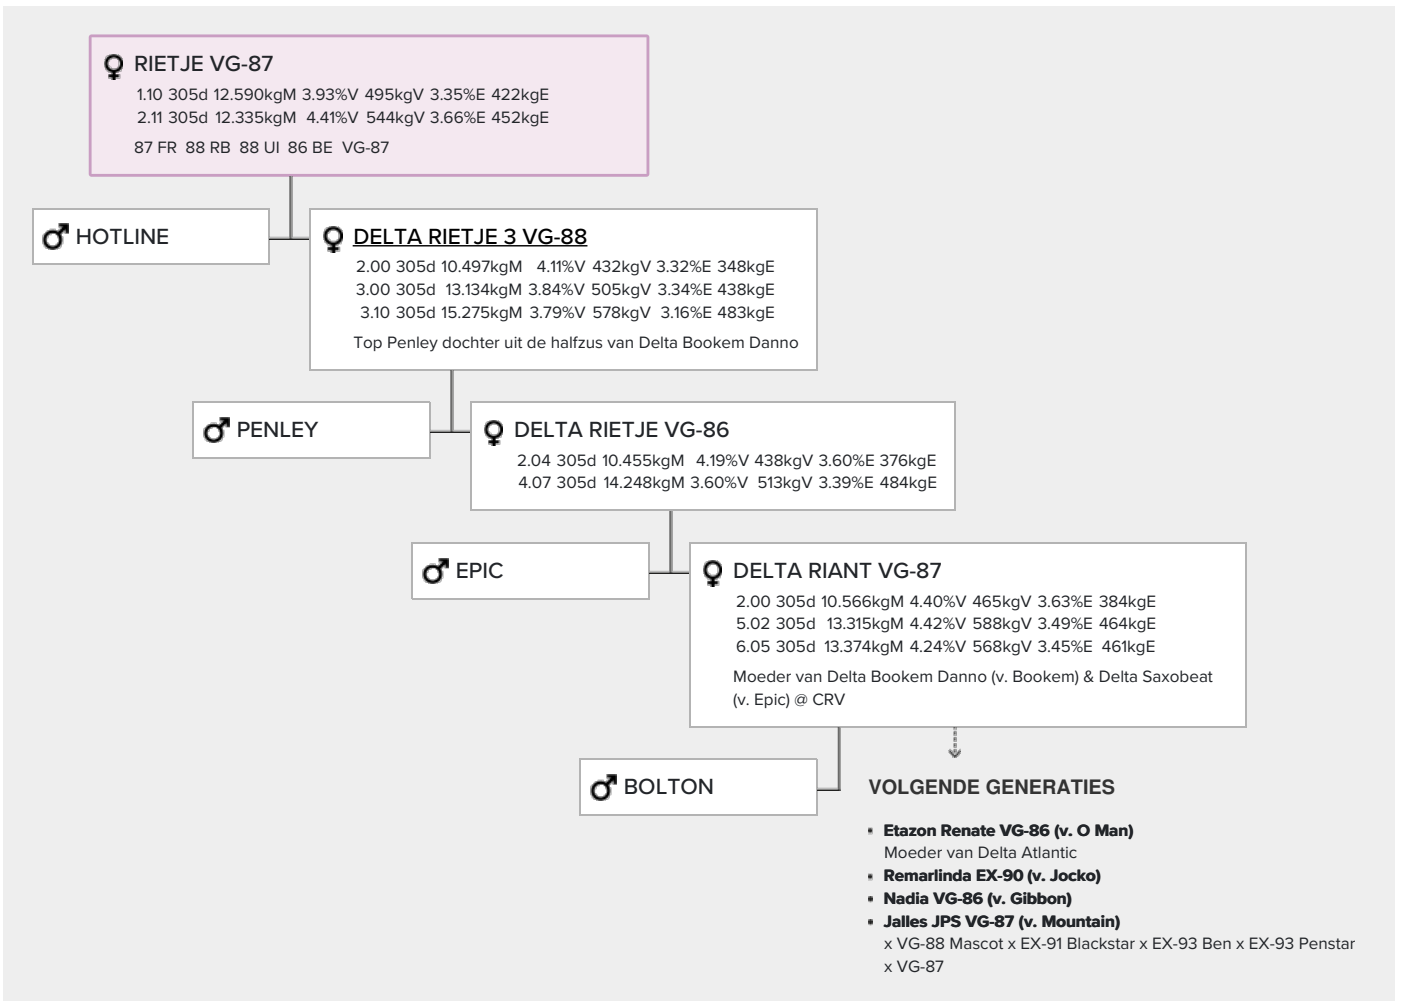 RIETJE VG-87
1.10 305d 12.590kgM 3.93%V 495kgV 3.35%E 422kgE
2.11 305d 12.335kgM 4.41%V 544kgV 3.66%E 452kgE
87 FR 88 RB 88 UI 86 BE VG-87
HOTLINE
DELTA RIETJE 3 VG-88
2.00 305d 10.497kgM 4.11%V 432kgV 3.32%E 348kgE
3.00 305d 13.134kgM 3.84%V 505kgV 3.34%E 438kgE
3.10 305d 15.275kgM 3.79%V 578kgV 3.16%E 483kgE
Top Penley dochter uit de halfzus van Delta Bookem Danno
PENLEY
DELTA RIETJE VG-86
2.04 305d 10.455kgM 4.19%V 438kgV 3.60%E 376kgE
4.07 305d 14.248kgM 3.60%V 513kgV 3.39%E 484kgE
EPIC
DELTA RIANT VG-87
2.00 305d 10.566kgM 4.40%V 465kgV 3.63%E 384kgE
5.02 305d 13.315kgM 4.42%V 588kgV 3.49%E 464kgE
6.05 305d 13.374kgM 4.24%V 568kgV 3.45%E 461kgE
Moeder van Delta Bookem Danno (v. Bookem) & Delta Saxobeat
(v. Epic) @ CRV
BOLTON
VOLGENDE GENERATIES
▪ Etazon Renate VG-86 (v. O Man)
Moeder van Delta Atlantic
▪ Remarlinda EX-90 (v. Jocko)
▪ Nadia VG-86 (v. Gibbon)
▪ Jalles JPS VG-87 (v. Mountain)
x VG-88 Mascot x EX-91 Blackstar x EX-93 Ben x EX-93 Penstar
x VG-87